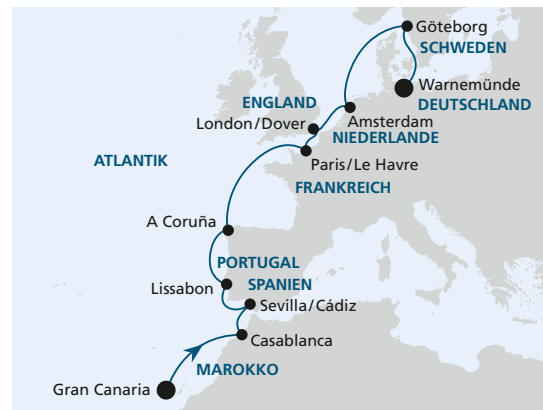 Göteborg
SCHWEDEN
Warnemünde
DEUTSCHLAND
ENGLAND
London/Dover
Amsterdam
NIEDERLANDE
ATLANTIK
Paris/Le Havre
FRANKREICH
A Coruña
PORTUGAL
SPANIEN
Lissabon
Sevilla/Cádiz
Casablanca
MAROKKO
Gran Canaria